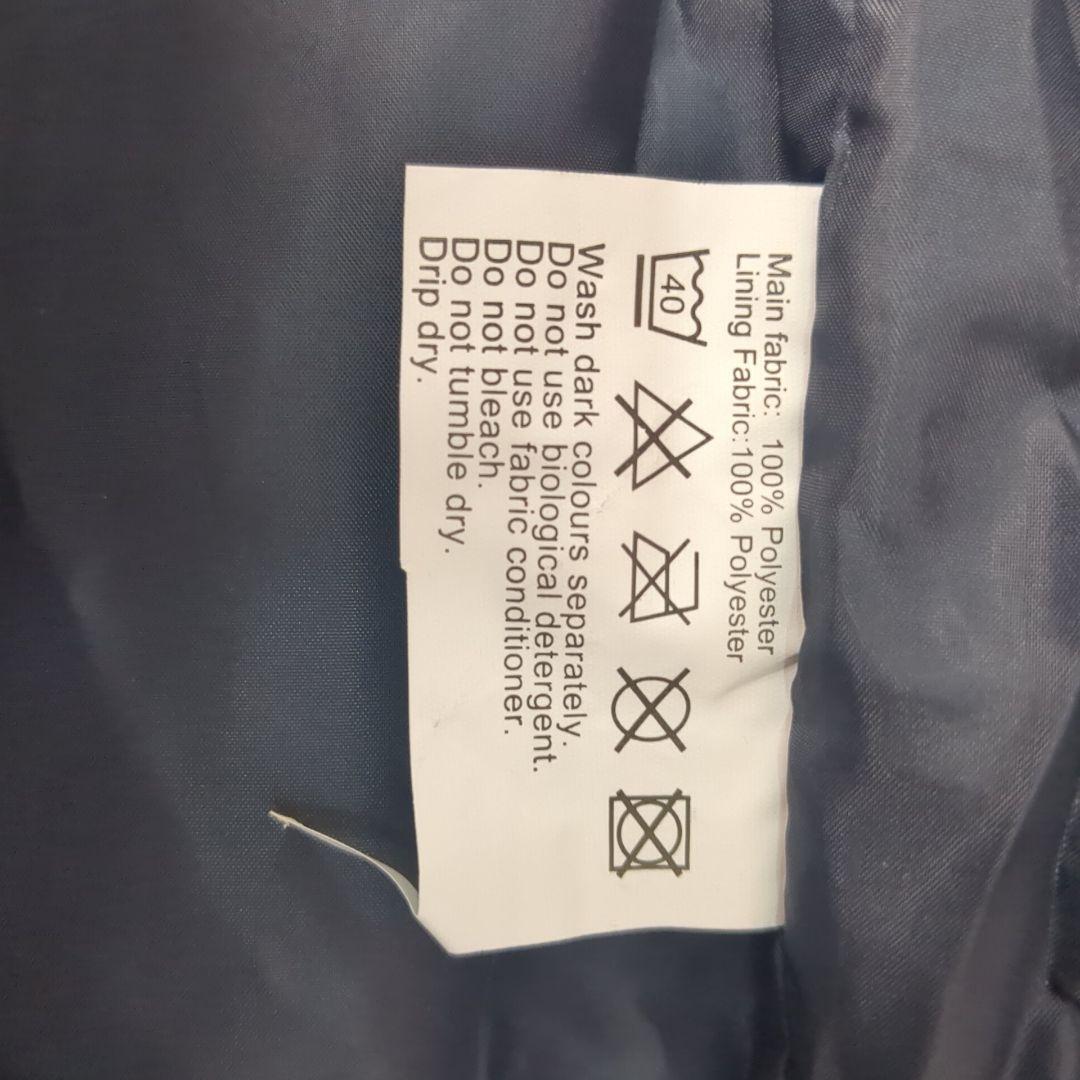 Main fabric: 100% Polyester
Lining Fabric:100% Polyester
40
Wash dark colours separately.
Do not use biological detergent.
Do not use fabric conditioner.
Do not bleach.
Do not tumble dry.
Drip dry.